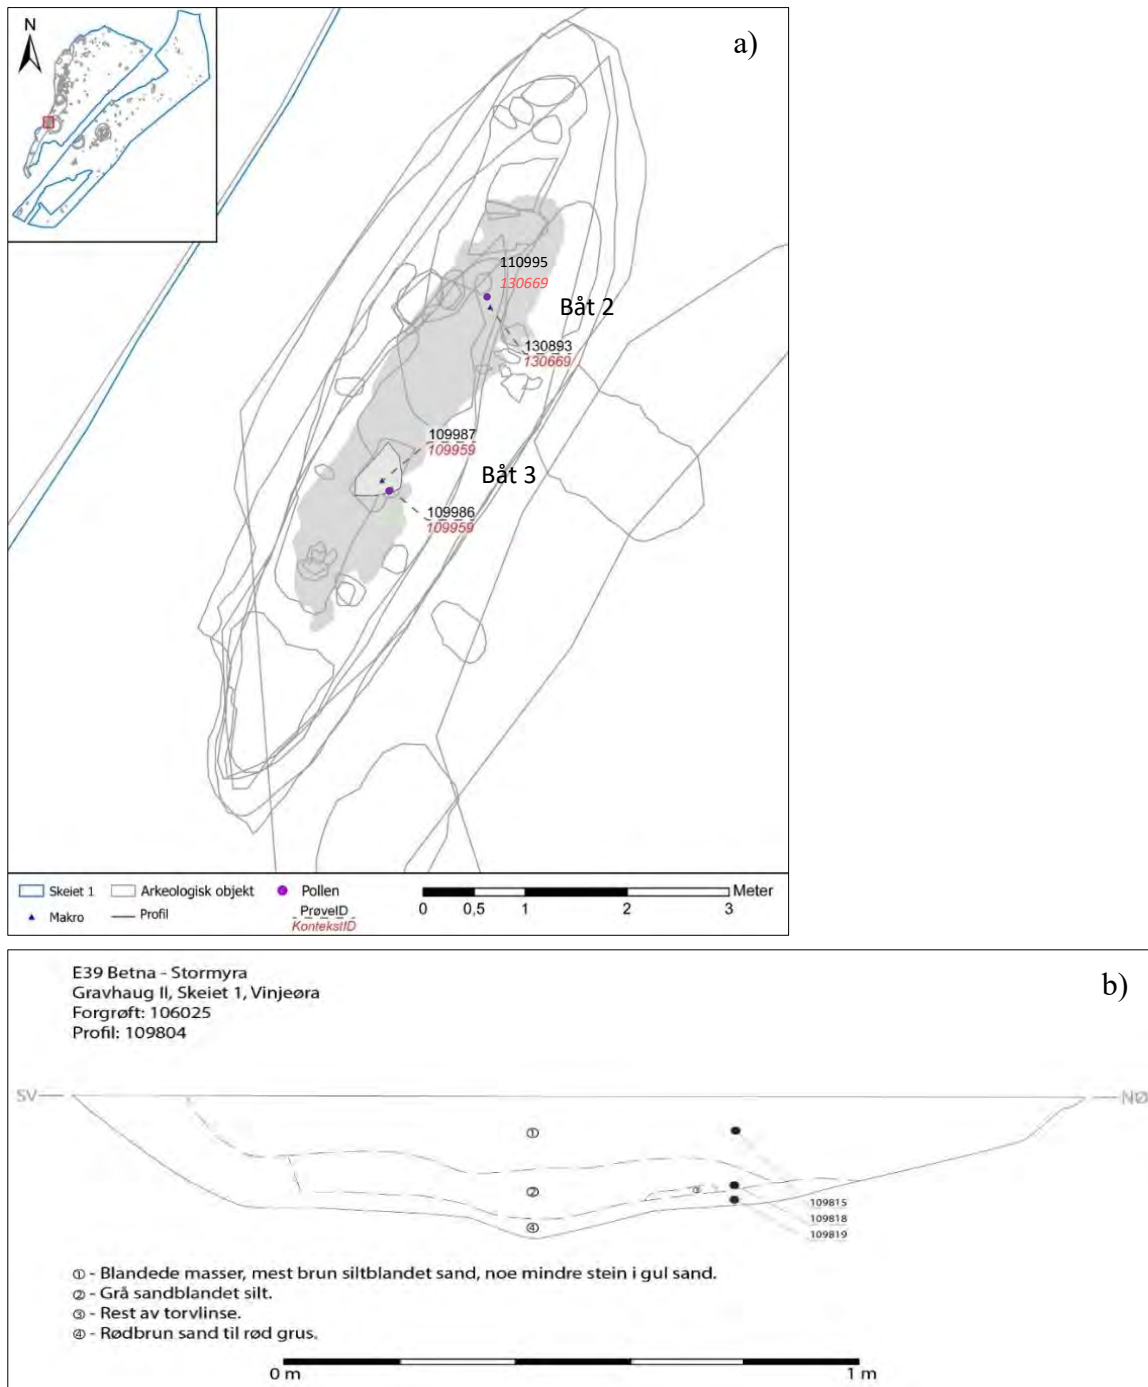 a)
N
110995
130669
Båt 2
130893
130669
109987
109959
Båt 3
109986
109959
Skeiet 1 Arkeologisk objekt Pollen Meter
PrøveID
0 0,5 1 2 3
Makro Profil
KontekstID
b)
E39 Betna - Stormyra
Gravhaug II, Skeiet 1, Vinjeøra
Forgrøft: 106025
Profil: 109804
SV NØ
①
②
③
④
109815
109818
109819
① - Blandede masser, mest brun siltblandet sand, noe mindre stein i gul sand.
② - Grå sandblandet silt.
③ - Rest av torvlinse.
④ - Rødbrun sand til rød grus.
0 m 1 m